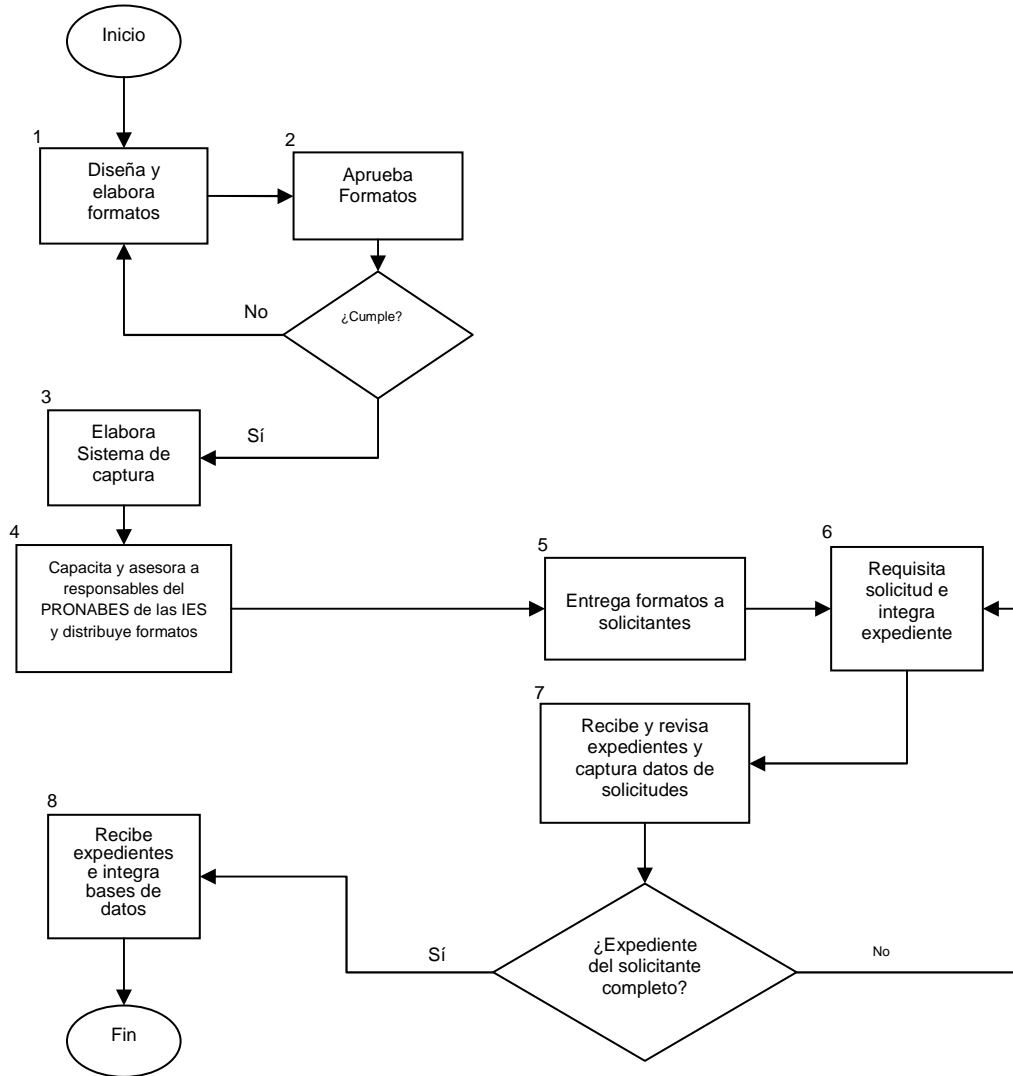 Inicio
1
Diseña y
elabora
formatos
2
Aprueba
Formatos
¿Cumple?
No
Sí
3
Elabora
Sistema de
captura
4
Capacita y asesora a
responsables del
PRONABES de las IES
y distribuye formatos
5
Entrega formatos a
solicitantes
6
Requisita
solicitud e
integra
expediente
7
Recibe y revisa
expedientes y
captura datos de
solicitudes
¿Expediente
del solicitante
completo?
No
Sí
8
Recibe
expedientes
e integra
bases de
datos
Fin